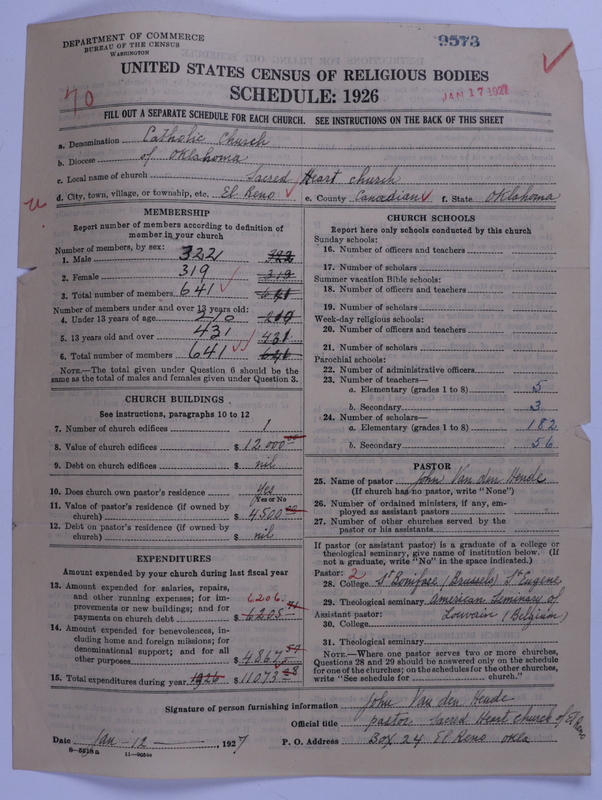 DEPARTMENT OF COMMERCE
BUREAU OF THE CENSUS
WASHINGTON
9573
UNITED STATES CENSUS OF RELIGIOUS BODIES
SCHEDULE: 1926
70
JAN 17 1927
FILL OUT A SEPARATE SCHEDULE FOR EACH CHURCH. SEE INSTRUCTIONS ON THE BACK OF THIS SHEET
a. Denomination Catholic Church
b. Diocese of Oklahoma
c. Local name of church Sacred Heart church
d. City, town, village, or township, etc. El Reno e. County Canadian f. State Oklahoma
MEMBERSHIP
Report number of members according to definition of member in your church
Number of members, by sex:
1. Male 322
2. Female 319 319
3. Total number of members 641 641
Number of members under and over 13 years old:
4. Under 13 years of age 210
5. 13 years old and over 431 431
6. Total number of members 641 641
NOTE.—The total given under Question 6 should be
same as the total of males and females given under Question 3.
CHURCH BUILDINGS
See instructions, paragraphs 10 to 12
7. Number of church edifices 1
8. Value of church edifices $ 12000
9. Debt on church edifices $ nil
10. Does church own pastor's residence Yes
(Yes or No)
11. Value of pastor's residence (if owned by
church) $ 4500
12. Debt on pastor's residence (if owned by
church) $ nil
EXPENDITURES
Amount expended by your church during last fiscal year
13. Amount expended for salaries, repairs,
and other running expenses; for im-
provements or new buildings; and for
payments on church debt 6206. $ 6205
14. Amount expended for benevolences, in-
cluding home and foreign missions; for
denominational support; and for all
other purposes $ 4867
15. Total expenditures during year 1926 $ 11073
CHURCH SCHOOLS
Report here only schools conducted by this church
Sunday schools:
16. Number of officers and teachers
17. Number of scholars
Summer vacation Bible schools:
18. Number of officers and teachers
19. Number of scholars
Week-day religious schools:
20. Number of officers and teachers
21. Number of scholars
Parochial schools:
22. Number of administrative officers
23. Number of teachers—
a. Elementary (grades 1 to 8) 5
b. Secondary 3
24. Number of scholars—
a. Elementary (grades 1 to 8) 182
b. Secondary 56
PASTOR
25. Name of pastor John Van den Hende
(If church has no pastor, write "None")
26. Number of ordained ministers, if any, em-
ployed as assistant pastors
27. Number of other churches served by the
pastor or his assistants
If pastor (or assistant pastor) is a graduate of a college or
theological seminary, give name of institution below. (If
not a graduate, write "No" in the space indicated.)
Pastor: 2
28. College St Boniface (Brussels) St Eugene
29. Theological seminary American Seminary of
Louvain (Belgium)
Assistant pastor:
30. College
31. Theological seminary
NOTE.—Where one pastor serves two or more churches,
Questions 28 and 29 should be answered only on the schedule
for one of the churches; on the schedules for the other churches,
write "See schedule for church."
Signature of person furnishing information John Van den Hende
Official title pastor Sacred Heart church of El Reno
Date Jan - 12 , 1927 P. O. Address Box 24 El Reno Okla